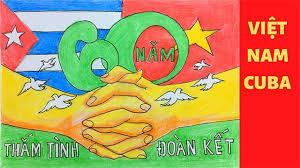 60
NĂM
THẮM TÌNH
ĐOÀN KẾT
VIỆT
NAM
CUBA